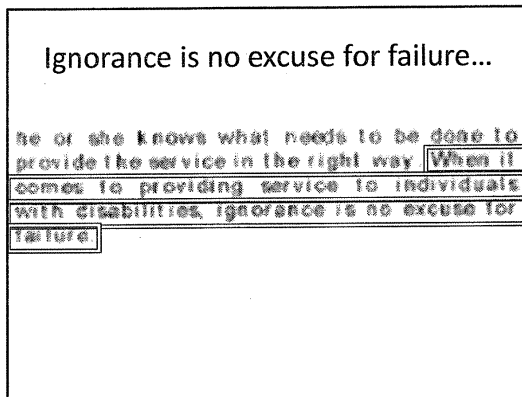 Ignorance is no excuse for failure...
he or she knows what needs to be done to
provide the service in the right way. When it
comes to providing service to individuals
with disabilities, ignorance is no excuse for
failure.